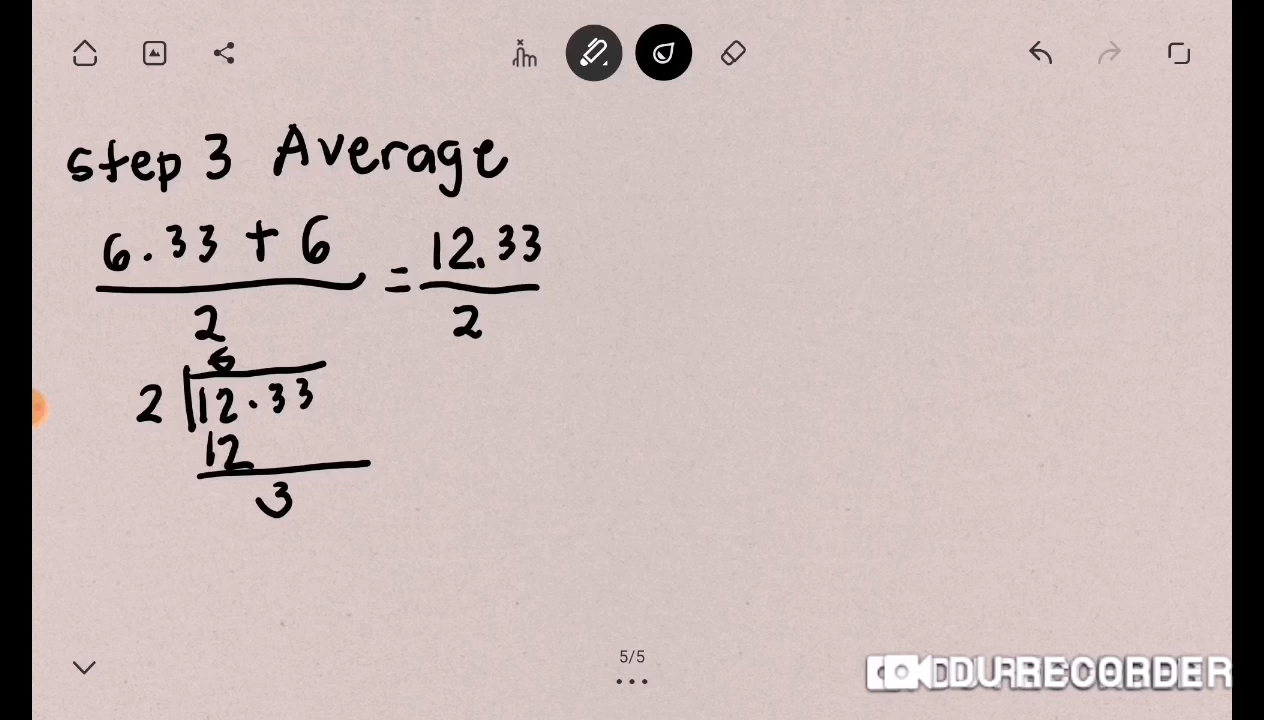 step 3 Average
6.33 + 6 = 12.33
2 2
6
2 12.33
12
3
5/5
DU RECORDER